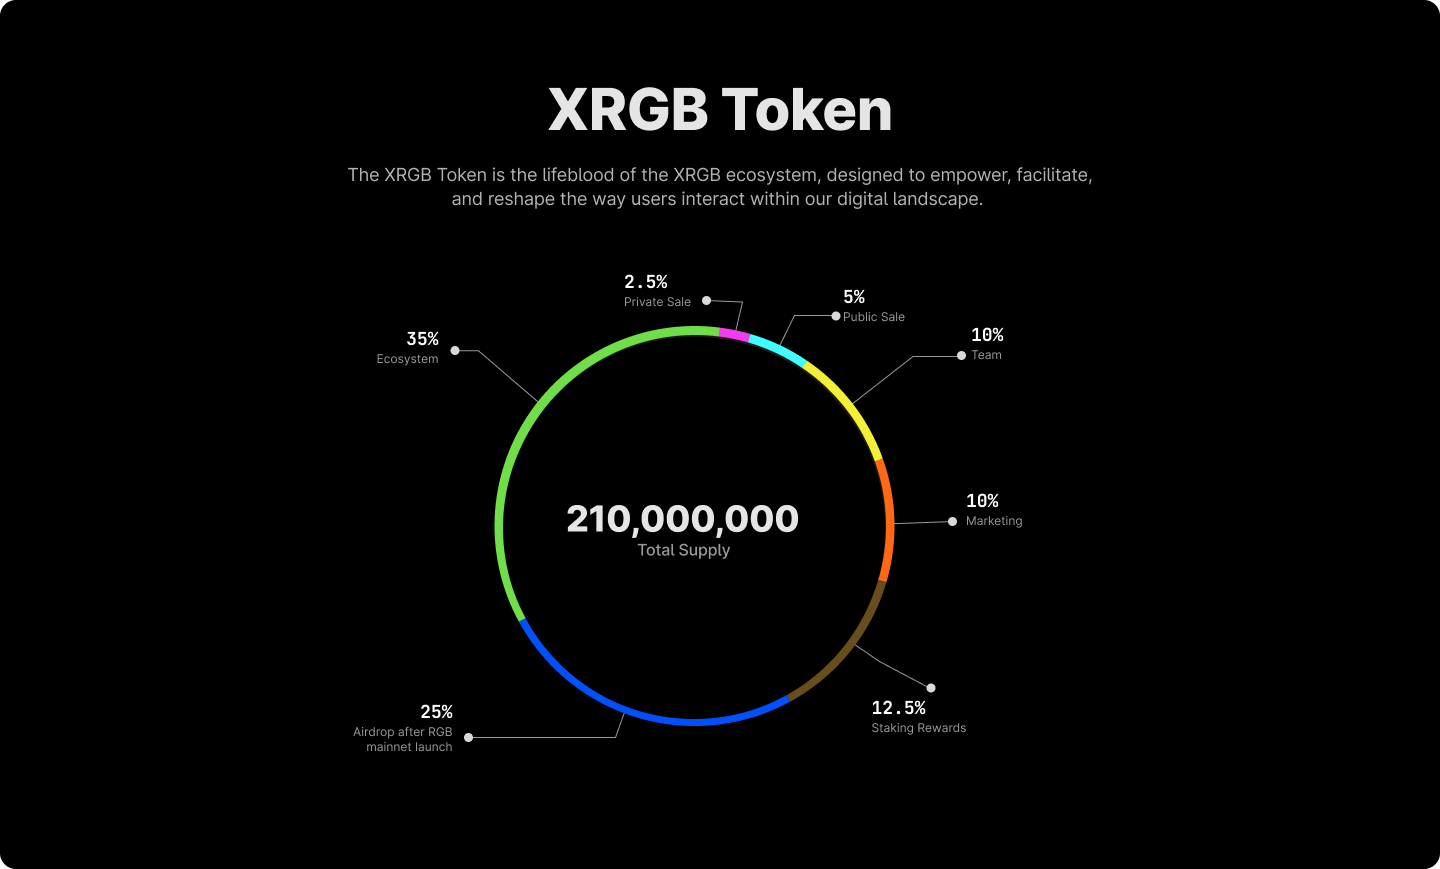 XRGB Token
The XRGB Token is the lifeblood of the XRGB ecosystem, designed to empower, facilitate,
and reshape the way users interact within our digital landscape.
2.5%
Private Sale
5%
Public Sale
10%
Team
35%
Ecosystem
10%
Marketing
210,000,000
Total Supply
12.5%
Staking Rewards
25%
Airdrop after RGB
mainnet launch